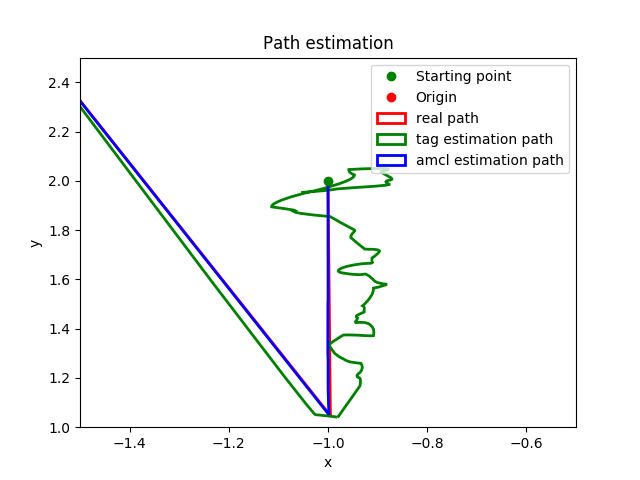 Path estimation
Starting point
Origin
real path
tag estimation path
amcl estimation path
y
2.4
2.2
2.0
1.8
1.6
1.4
1.2
1.0
−1.4
−1.2
−1.0
−0.8
−0.6
x